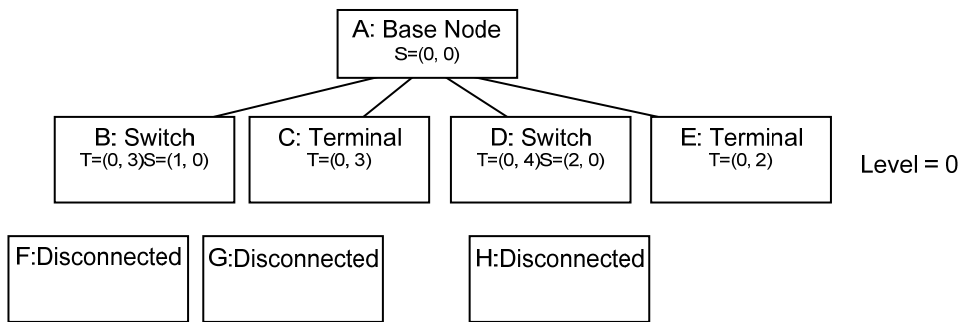 A: Base Node
S=(0, 0)
B: Switch
T=(0, 3)S=(1, 0)
C: Terminal
T=(0, 3)
D: Switch
T=(0, 4)S=(2, 0)
E: Terminal
T=(0, 2)
Level = 0
F:Disconnected
G:Disconnected
H:Disconnected